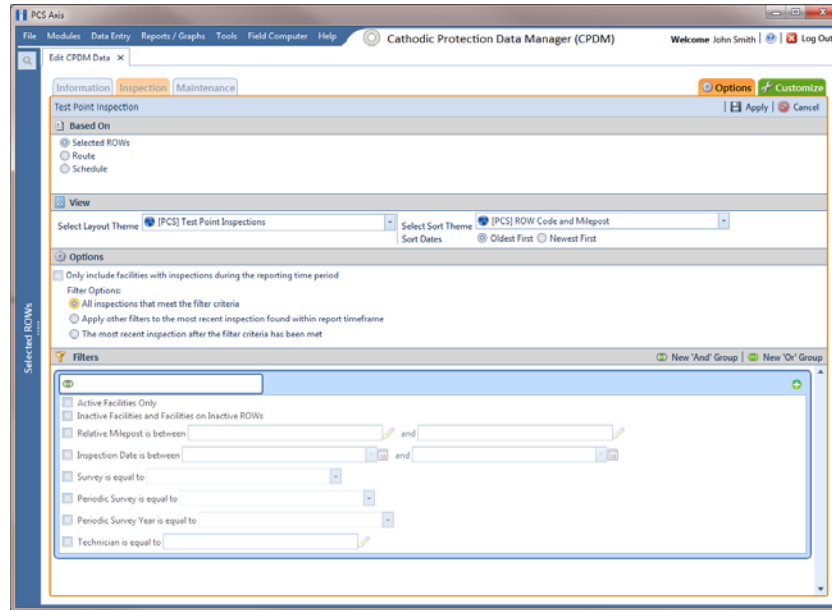 PCS Axis
File Modules Data Entry Reports / Graphs Tools Field Computer Help Cathodic Protection Data Manager (CPDM) Welcome John Smith | | Log Out
Edit CPDM Data ×
Information Inspection Maintenance Options Customize
Test Point Inspection | Apply | Cancel
Based On
Selected ROWs
Route
Schedule
View
Select Layout Theme [PCS] Test Point Inspections Select Sort Theme [PCS] ROW Code and Milepost
Sort Dates Oldest First Newest First
Options
Only include facilities with inspections during the reporting time period
Filter Options:
All inspections that meet the filter criteria
Apply other filters to the most recent inspection found within report timeframe
The most recent inspection after the filter criteria has been met
Selected ROWs
Filters New 'And' Group | New 'Or' Group
Active Facilities Only
Inactive Facilities and Facilities on Inactive ROWs
Relative Milepost is between and
Inspection Date is between and
Survey is equal to
Periodic Survey is equal to
Periodic Survey Year is equal to
Technician is equal to